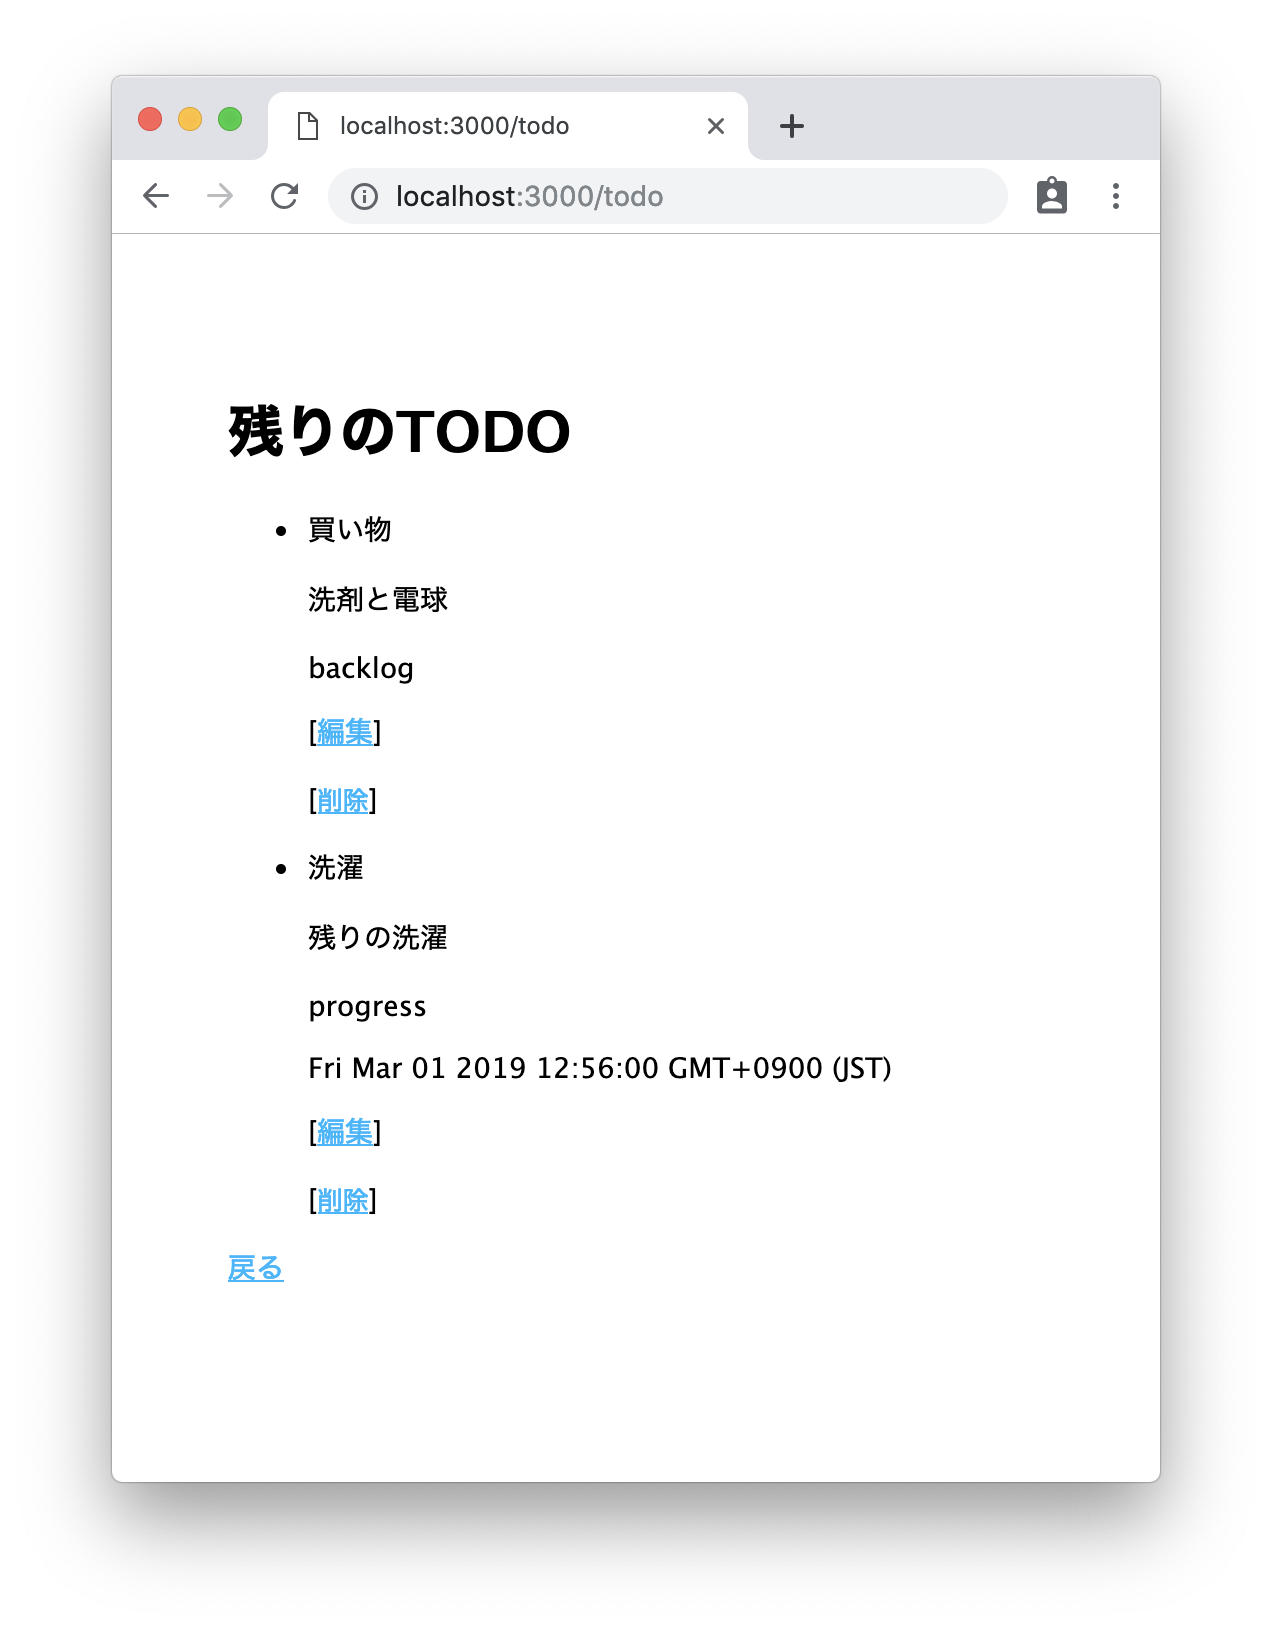 localhost:3000/todo
localhost:3000/todo
残りのTODO
買い物
洗剤と電球
backlog
[編集]
[削除]
洗濯
残りの洗濯
progress
Fri Mar 01 2019 12:56:00 GMT+0900 (JST)
[編集]
[削除]
戻る